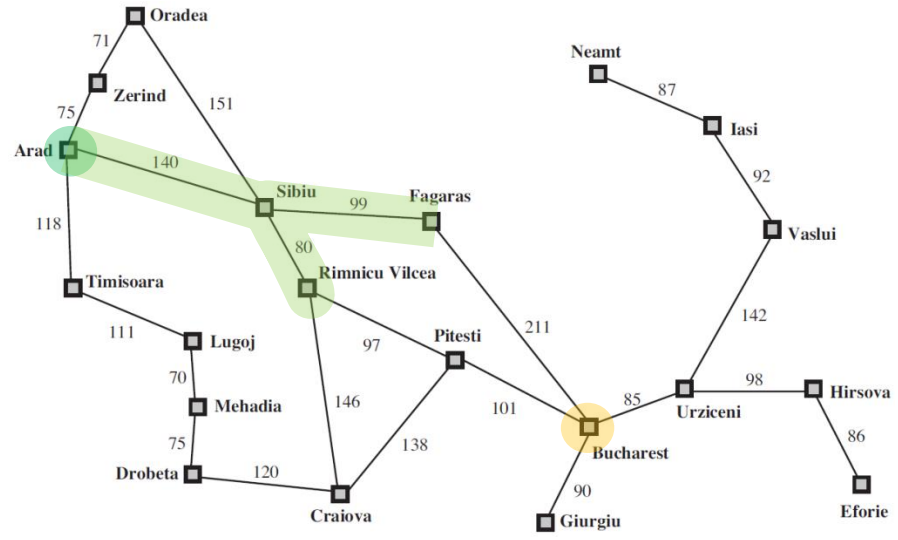 Oradea
71
Neamt
87
Zerind
151
75
Iasi
Arad
140
92
Sibiu
99
Fagaras
118
80
Vaslui
Rimnicu Vilcea
Timisoara
142
111
211
Lugoj
97
Pitesti
70
98
Hirsova
85
Mehadia
146
101
Urziceni
86
75
138
Bucharest
Drobeta
120
90
Craiova
Giurgiu
Eforie